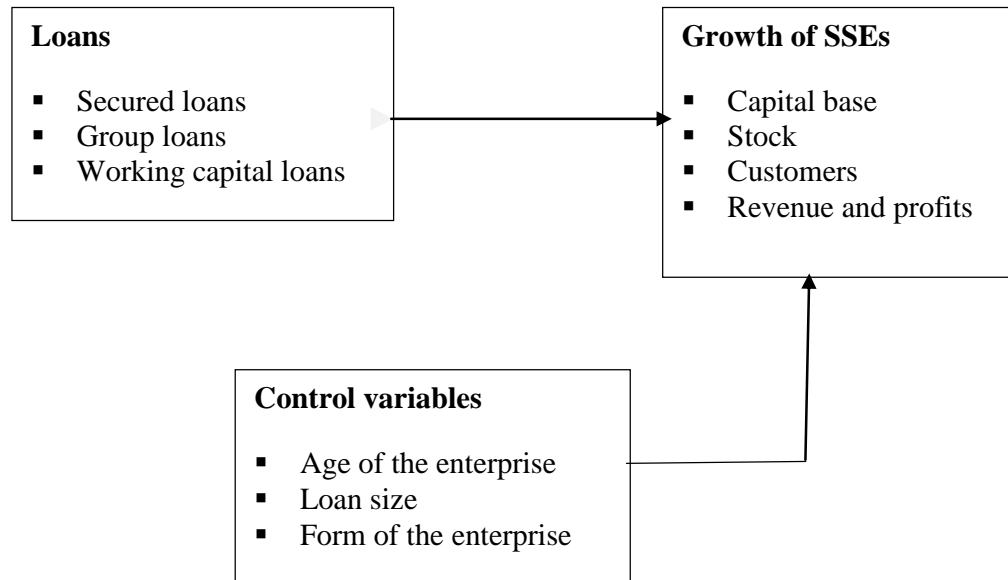 Loans
▪ Secured loans
▪ Group loans
▪ Working capital loans
Growth of SSEs
▪ Capital base
▪ Stock
▪ Customers
▪ Revenue and profits
Control variables
▪ Age of the enterprise
▪ Loan size
▪ Form of the enterprise